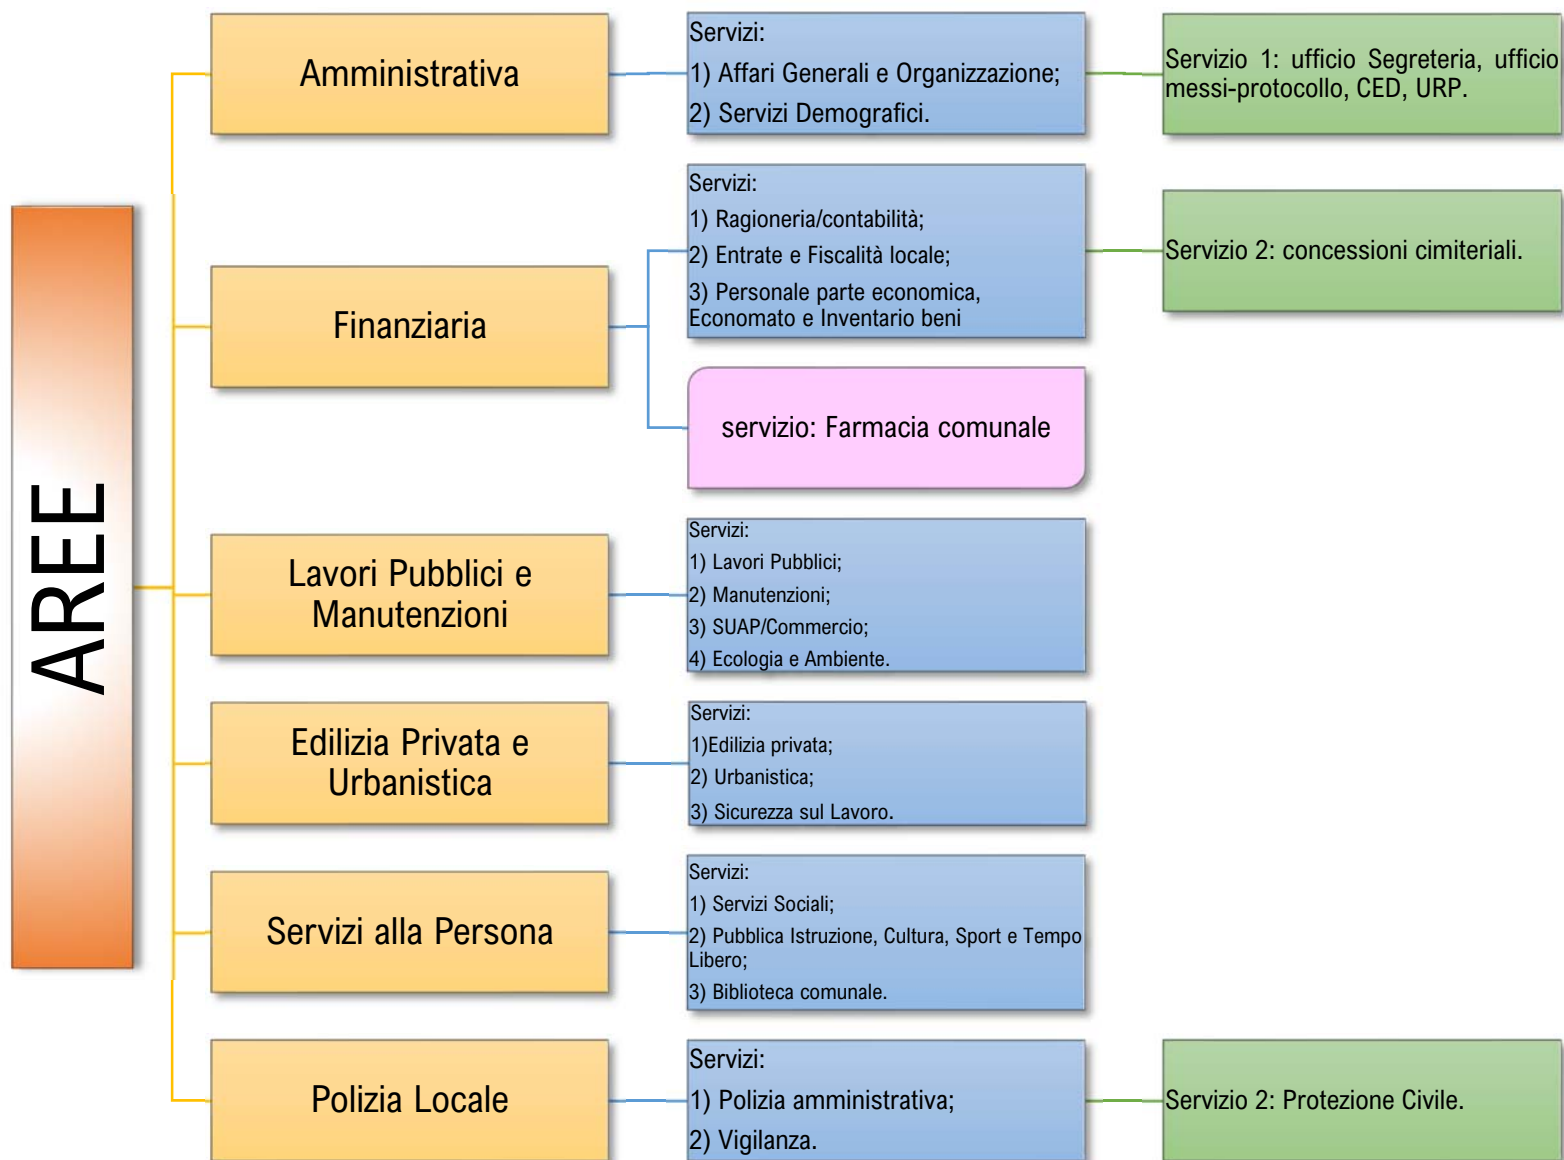 AREE
Amministrativa
Servizi:
1) Affari Generali e Organizzazione;
2) Servizi Demografici.
Servizio 1: ufficio Segreteria, ufficio
messi-protocollo, CED, URP.
Finanziaria
Servizi:
1) Ragioneria/contabilità;
2) Entrate e Fiscalità locale;
3) Personale parte economica,
Economato e Inventario beni
Servizio 2: concessioni cimiteriali.
servizio: Farmacia comunale
Lavori Pubblici e
Manutenzioni
Servizi:
1) Lavori Pubblici;
2) Manutenzioni;
3) SUAP/Commercio;
4) Ecologia e Ambiente.
Edilizia Privata e
Urbanistica
Servizi:
1)Edilizia privata;
2) Urbanistica;
3) Sicurezza sul Lavoro.
Servizi alla Persona
Servizi:
1) Servizi Sociali;
2) Pubblica Istruzione, Cultura, Sport e Tempo
Libero;
3) Biblioteca comunale.
Polizia Locale
Servizi:
1) Polizia amministrativa;
2) Vigilanza.
Servizio 2: Protezione Civile.